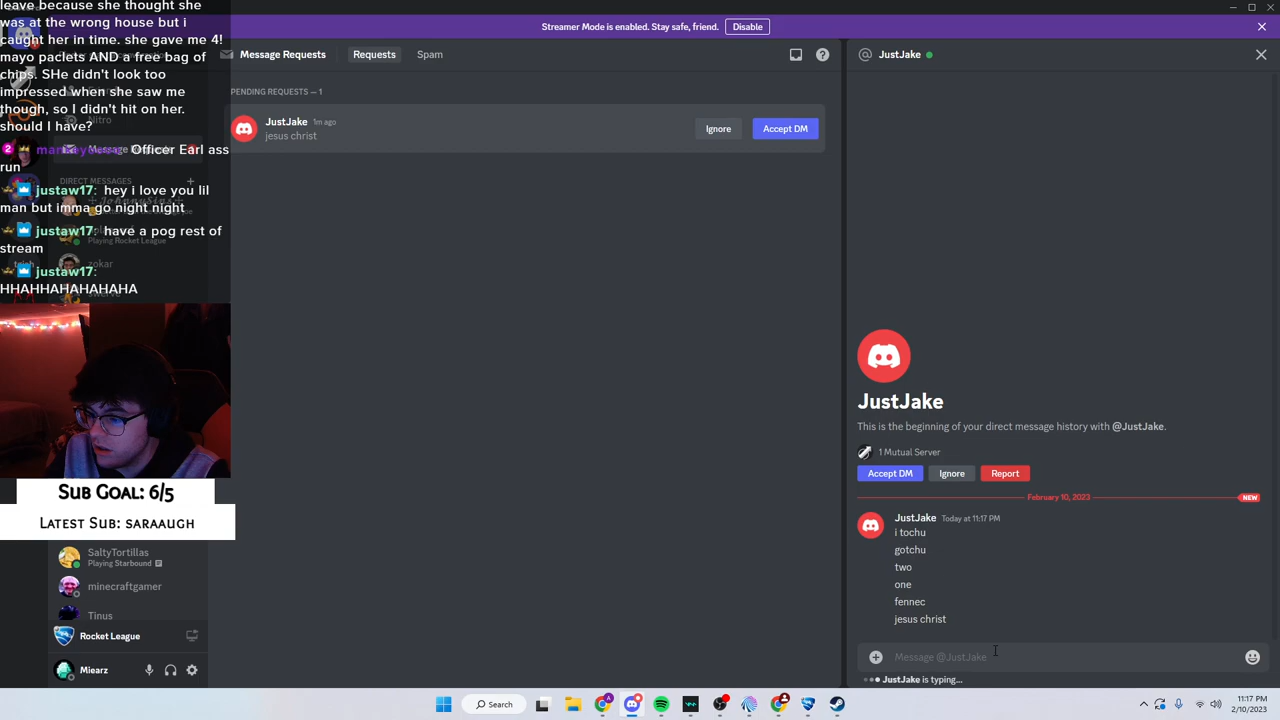 leave because she thought she
was at the wrong house but i
caught her in time. she gave me 4!
mayo paclets AND a free bag of
chips. SHe didn't look too
impressed when she saw me
though, so I didn't hit on her.
should I have?
Officer Earl ass
run
justaw17: hey i love you lil
man but imma go night night
justaw17: have a pog rest of
stream
justaw17:
HHAHHAHAHAHAHA
Nitro
DIRECT MESSAGES
Playing Rocket League
zokar
swerve
SUB GOAL: 6/5
LATEST SUB: SARAAUGH
SaltyTortillas
Playing Starbound
minecraftgamer
Tinus
Rocket League
Miearz
Streamer Mode is enabled. Stay safe, friend.
Disable
Message Requests
Requests
Spam
PENDING REQUESTS — 1
JustJake 1m ago
jesus christ
Ignore
Accept DM
JustJake
JustJake
This is the beginning of your direct message history with @JustJake.
1 Mutual Server
Accept DM
Ignore
Report
February 10, 2023
NEW
JustJake Today at 11:17 PM
i tochu
gotchu
two
one
fennec
jesus christ
Message @JustJake
JustJake is typing...
Search
11:17 PM
2/10/2023